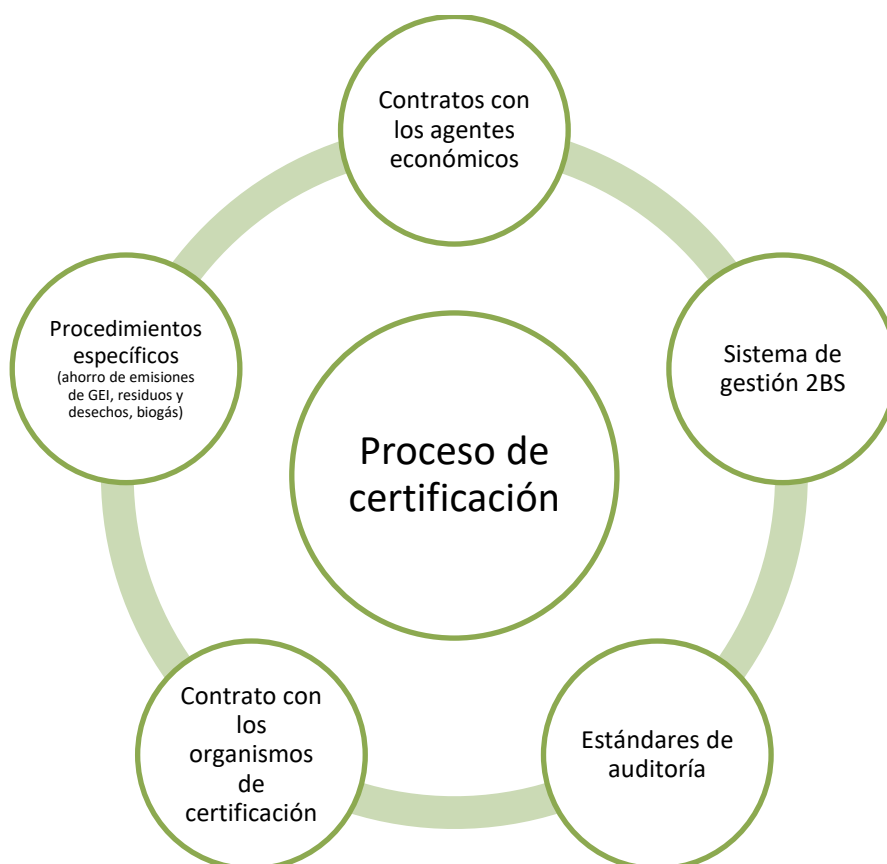 Contratos con
los agentes
económicos
Procedimientos
específicos
(ahorro de emisiones
de GEI, residuos y
desechos, biogás)
Sistema de
gestión 2BS
Proceso de
certificación
Contrato con
los
organismos
de
certificación
Estándares de
auditoría